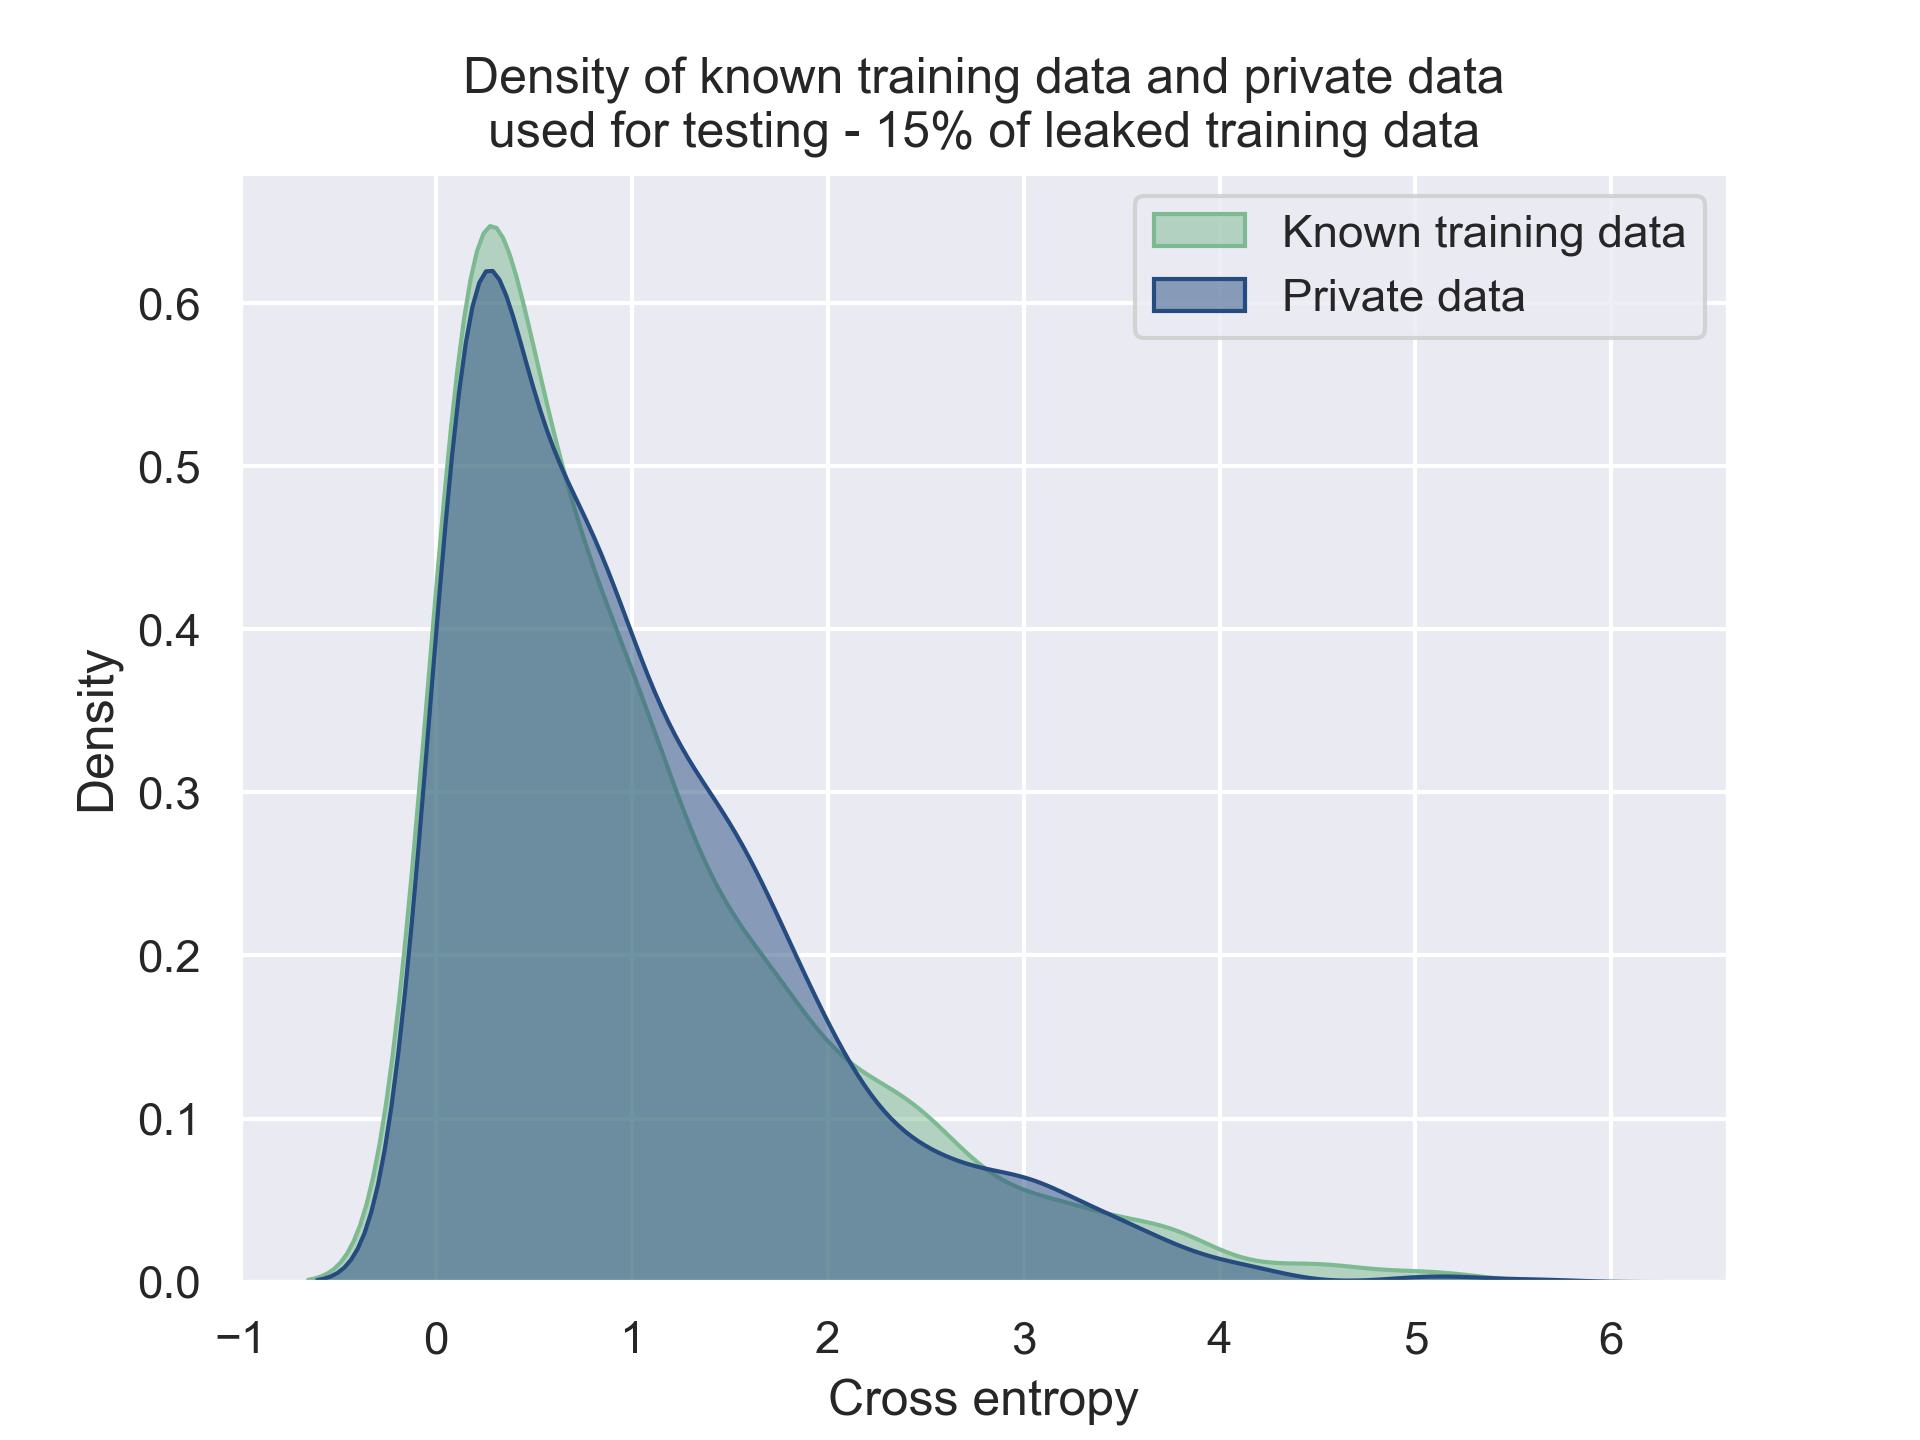 Density of known training data and private data
used for testing - 15% of leaked training data
Known training data
Private data
Density
0.6
0.5
0.4
0.3
0.2
0.1
0.0
−1 0 1 2 3 4 5 6
Cross entropy